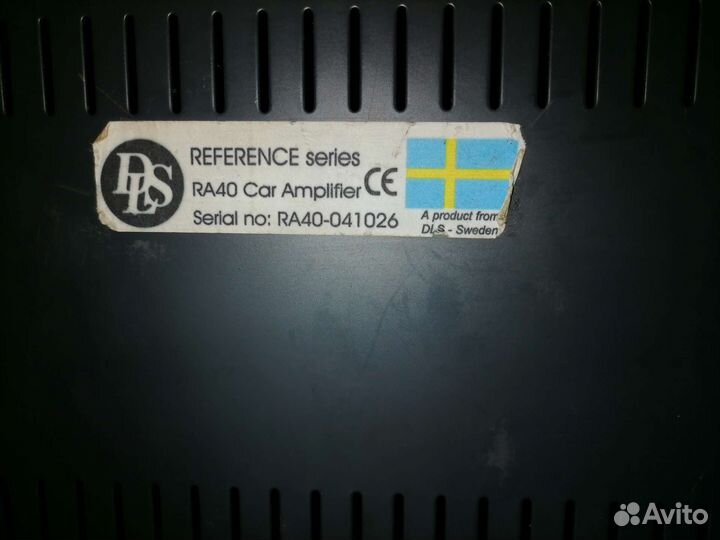 DLS
REFERENCE series
RA40 Car Amplifier CE
Serial no: RA40-041026
A product from
DLS - Sweden
Avito